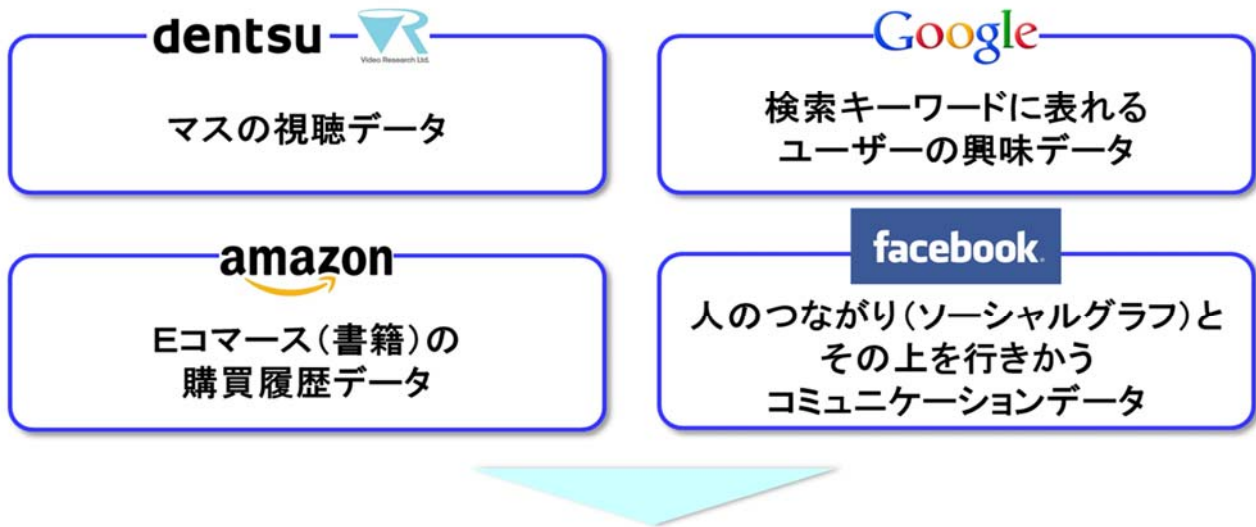 dentsu
VR
Video Research Ltd.
マスの視聴データ
Google
検索キーワードに表れる
ユーザーの興味データ
amazon
Eコマース(書籍)の
購買履歴データ
facebook
人のつながり(ソーシャルグラフ)と
その上を行きかう
コミュニケーションデータ